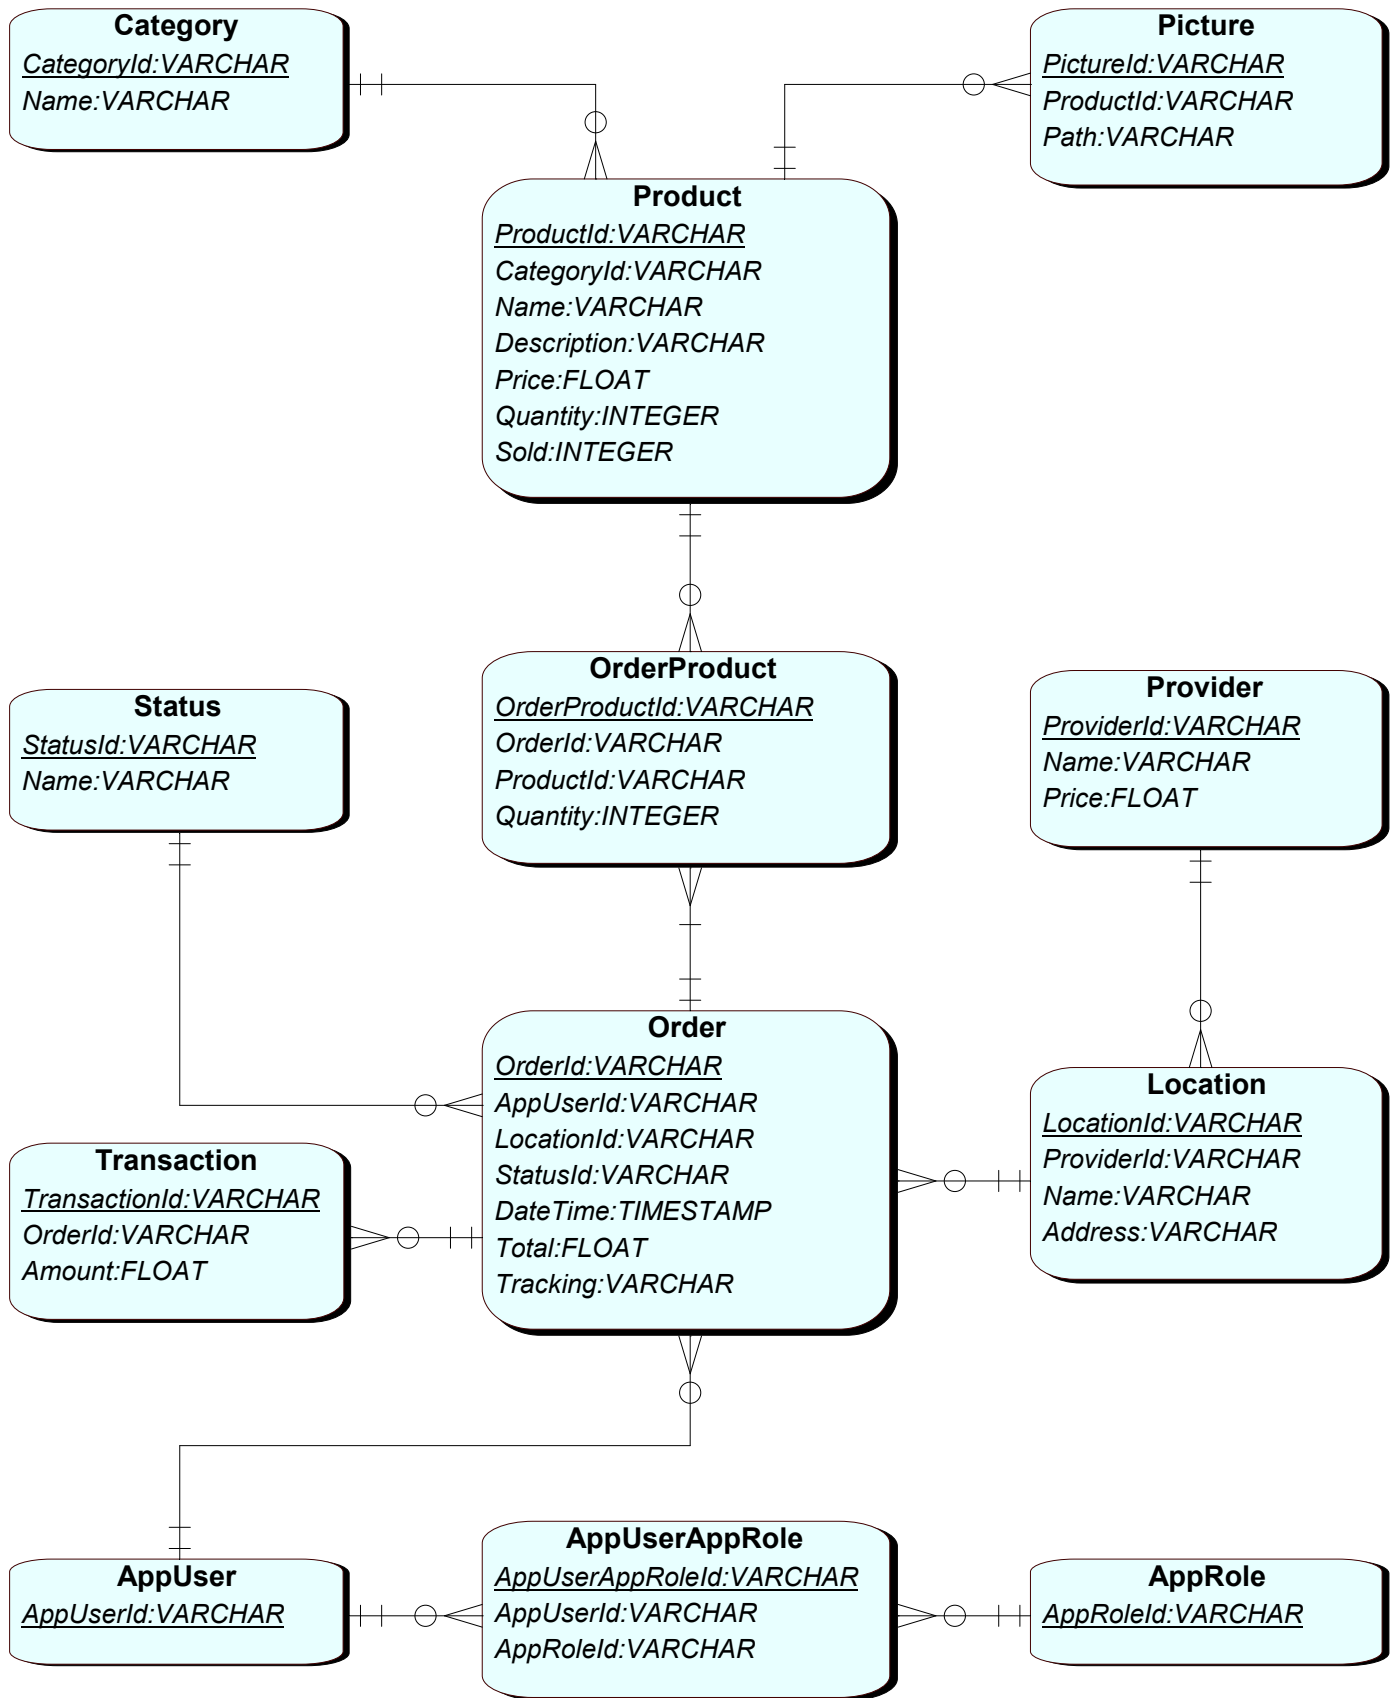 Category
CategoryId:VARCHAR
Name:VARCHAR
Picture
PictureId:VARCHAR
ProductId:VARCHAR
Path:VARCHAR
Product
ProductId:VARCHAR
CategoryId:VARCHAR
Name:VARCHAR
Description:VARCHAR
Price:FLOAT
Quantity:INTEGER
Sold:INTEGER
OrderProduct
OrderProductId:VARCHAR
OrderId:VARCHAR
ProductId:VARCHAR
Quantity:INTEGER
Status
StatusId:VARCHAR
Name:VARCHAR
Provider
ProviderId:VARCHAR
Name:VARCHAR
Price:FLOAT
Order
OrderId:VARCHAR
AppUserId:VARCHAR
LocationId:VARCHAR
StatusId:VARCHAR
DateTime:TIMESTAMP
Total:FLOAT
Tracking:VARCHAR
Location
LocationId:VARCHAR
ProviderId:VARCHAR
Name:VARCHAR
Address:VARCHAR
Transaction
TransactionId:VARCHAR
OrderId:VARCHAR
Amount:FLOAT
AppUser
AppUserId:VARCHAR
AppUserAppRole
AppUserAppRoleId:VARCHAR
AppUserId:VARCHAR
AppRoleId:VARCHAR
AppRole
AppRoleId:VARCHAR